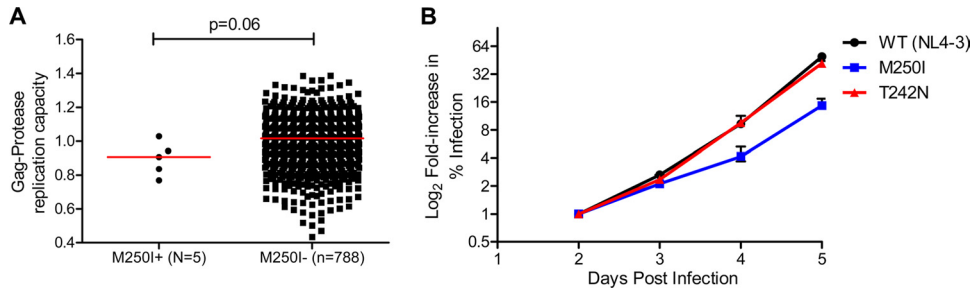 A
p=0.06
Gag-Protease
replication capacity
1.6
1.4
1.2
1.0
0.8
0.6
0.4
M250I+ (N=5)
M250I- (n=788)
B
Log2 Fold-increase in
% Infection
64
32
16
8
4
2
1
0.5
1
2
3
4
5
Days Post Infection
WT (NL4-3)
M250I
T242N